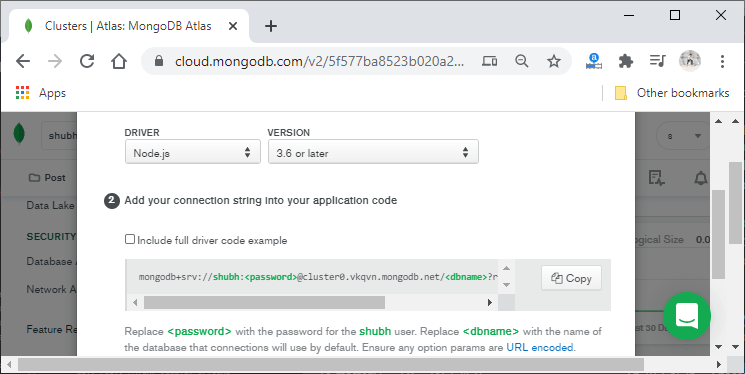 Clusters | Atlas: MongoDB Atlas
cloud.mongodb.com/v2/5f577ba8523b020a2...
Apps
Other bookmarks
shubh
s
DRIVER
VERSION
Node.js
3.6 or later
Post
Data Lake
2 Add your connection string into your application code
SECURITY
Include full driver code example
ogical Size 0.0
Database A
mongodb+srv://shubh:<password>@cluster0.vkqvn.mongodb.net/<dbname>?r
Copy
Network A
Feature Re
ast 30 Da
Replace <password> with the password for the shubh user. Replace <dbname> with the name of
the database that connections will use by default. Ensure any option params are URL encoded.